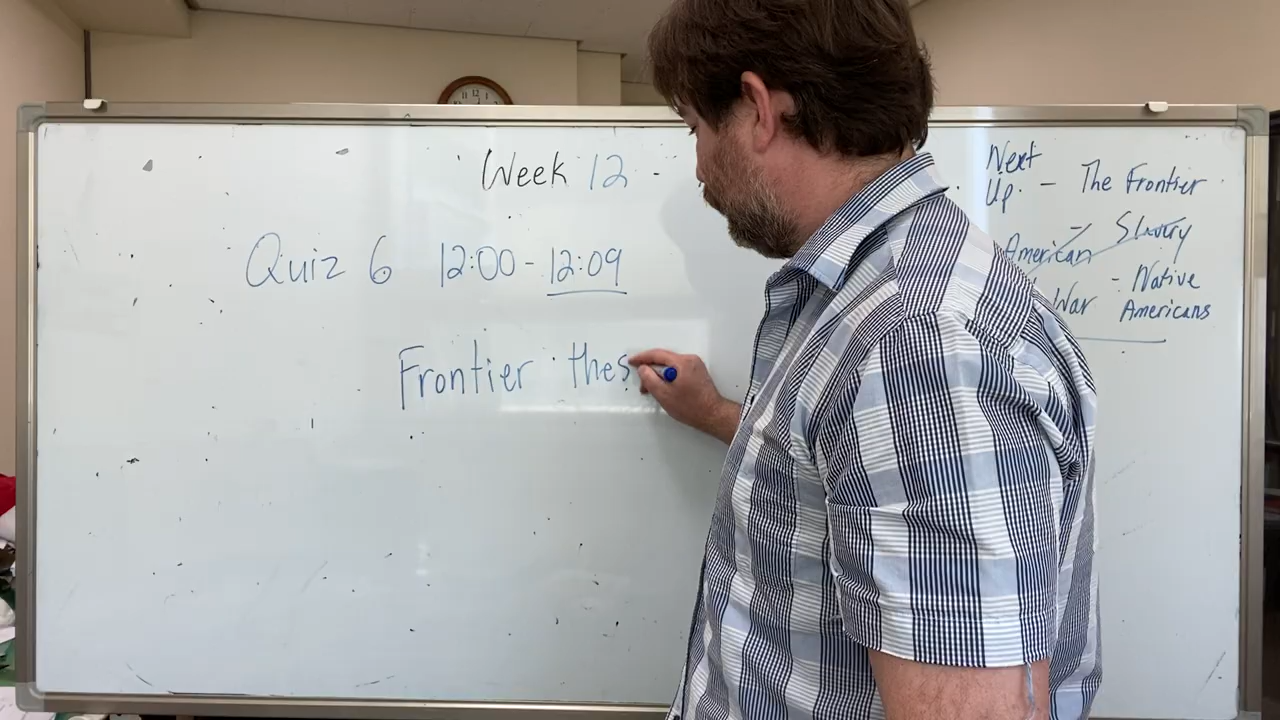 Week 12 -
Quiz 6 12:00 - 12:09
Frontier thes
Next
Up - The Frontier
- Slavery
American
- Native
War Americans
12